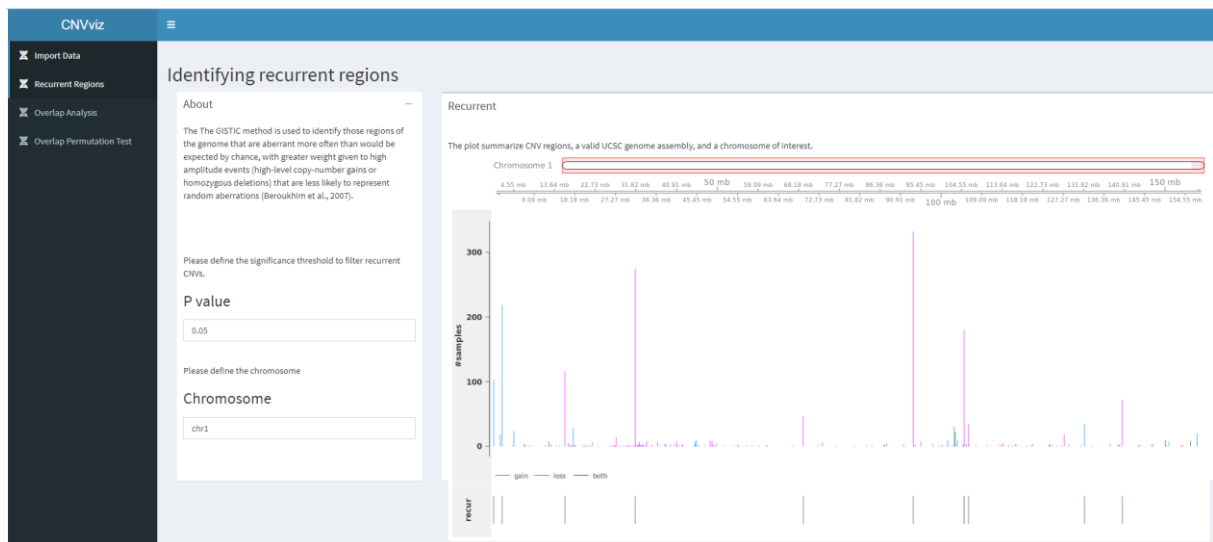 CNVviz
Import Data
Recurrent Regions
Overlap Analysis
Overlap Permutation Test
Identifying recurrent regions
About
The The GISTIC method is used to identify those regions of
the genome that are aberrant more often than would be
expected by chance, with greater weight given to high
amplitude events (high-level copy-number gains or
homozygous deletions) that are less likely to represent
random aberrations (Beroukhim et al., 2007).
Please define the significance threshold to filter recurrent
CNVs.
P value
0.05
Please define the chromosome
Chromosome
chr1
Recurrent
The plot summarize CNV regions, a valid UCSC genome assembly, and a chromosome of interest.
Chromosome 1
4.55 mb 13.64 mb 22.73 mb 31.82 mb 40.91 mb 50 mb 59.09 mb 68.18 mb 77.27 mb 86.36 mb 95.45 mb 104.55 mb 113.64 mb 122.73 mb 131.82 mb 140.91 mb 150 mb
9.09 mb 18.18 mb 27.27 mb 36.36 mb 45.45 mb 54.55 mb 63.64 mb 72.73 mb 81.82 mb 90.91 mb 100 mb 109.09 mb 118.18 mb 127.27 mb 136.36 mb 145.45 mb 154.55 mb
#samples
300
200
100
0
gain loss both
recur